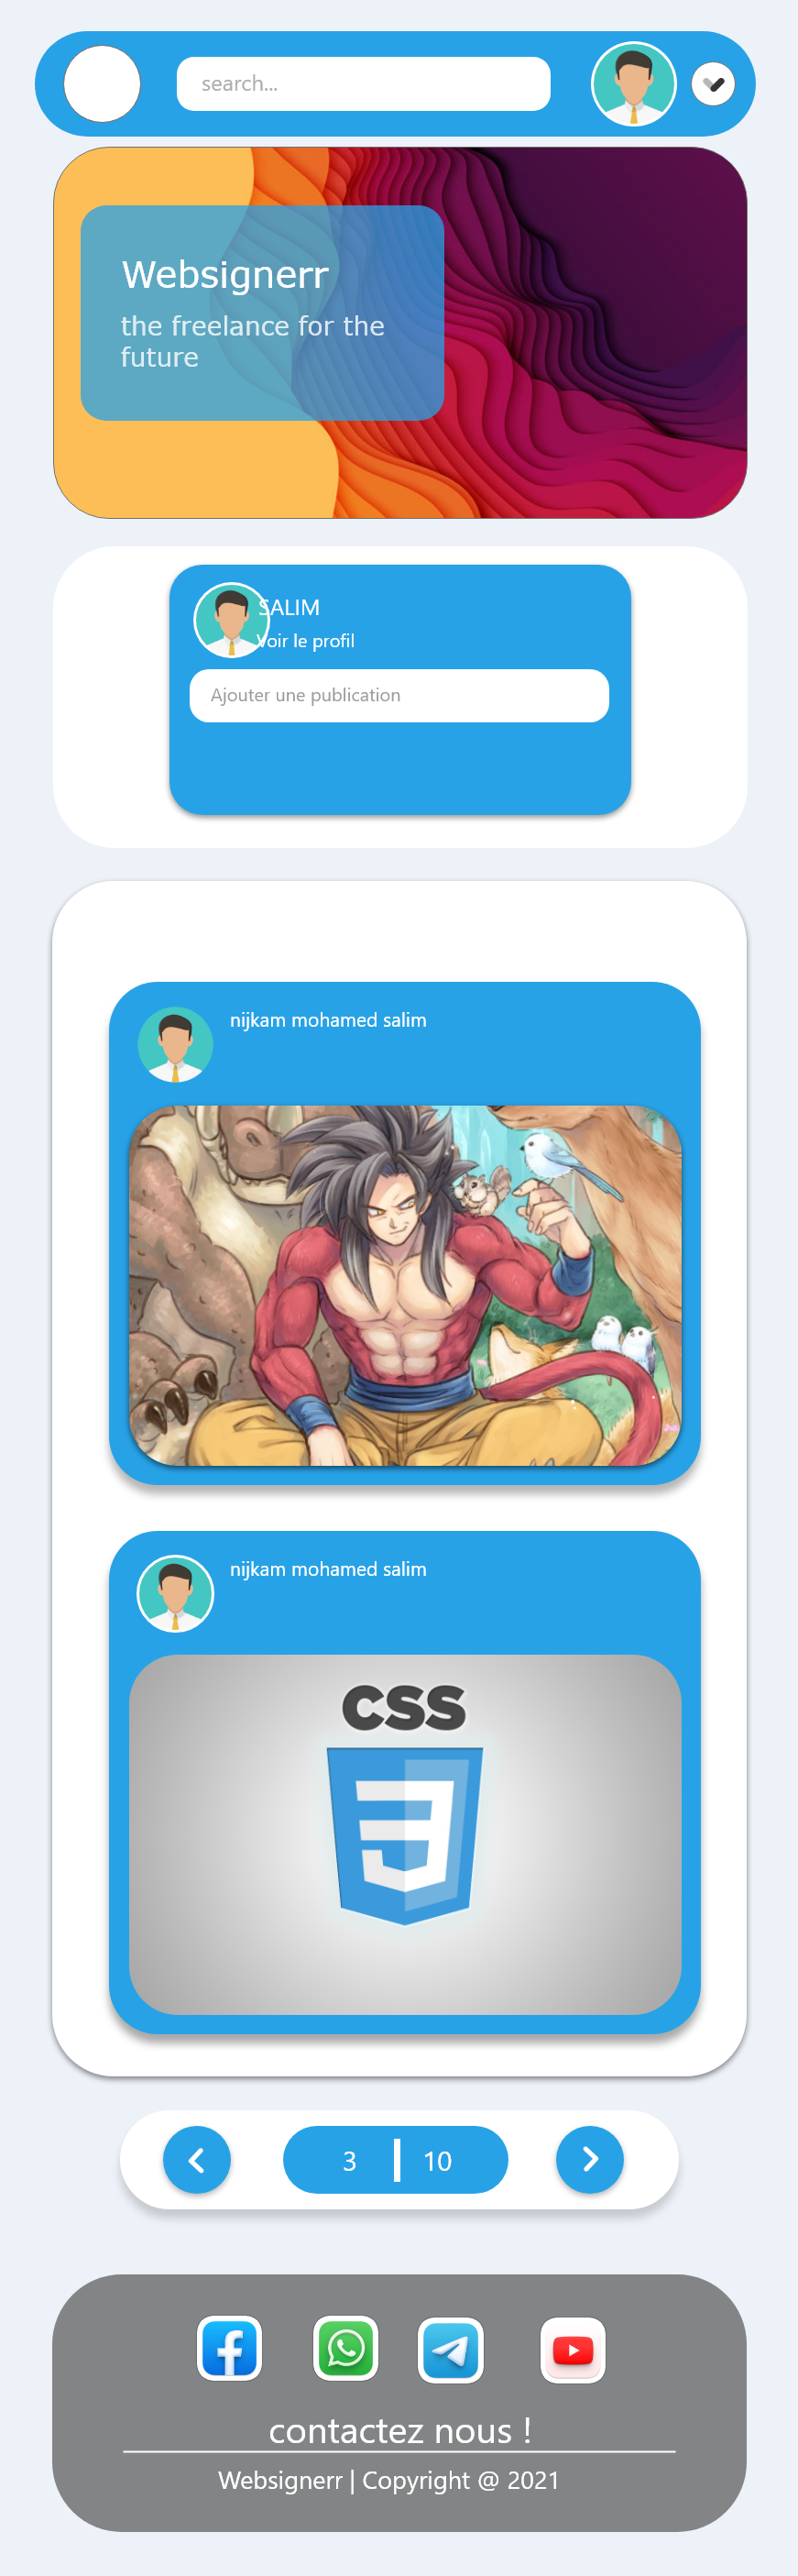 search...
Websignerr
the freelance for the
future
SALIM
Voir le profil
Ajouter une publication
nijkam mohamed salim
nijkam mohamed salim
CSS
3 | 10
contactez nous !
Websignerr | Copyright @ 2021